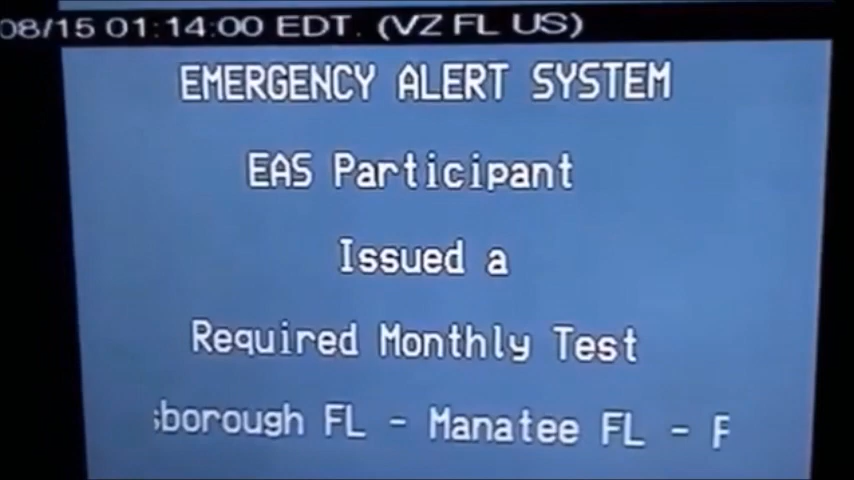 08/15 01:14:00 EDT. (VZ FL US)
EMERGENCY ALERT SYSTEM
EAS Participant
Issued a
Required Monthly Test
sborough FL - Manatee FL -